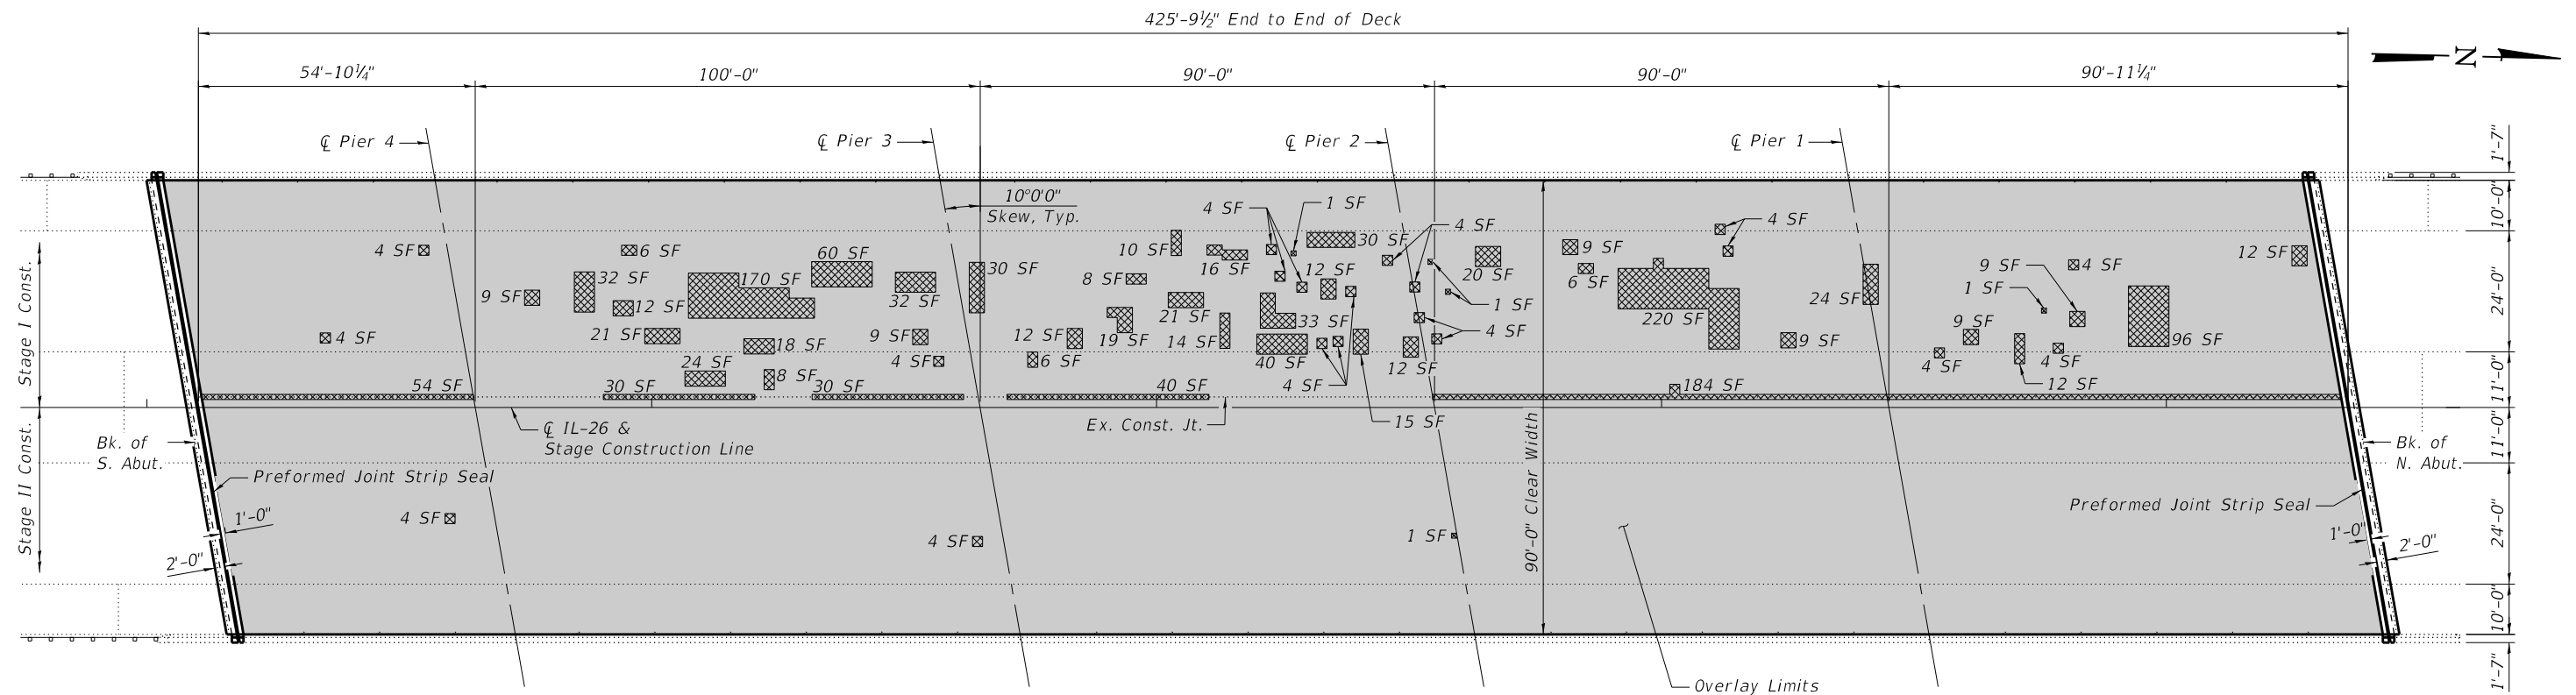 425'-9½" End to End of Deck
54'-10¼"
100'-0"
90'-0"
90'-0"
90'-11¼"
N
℄ Pier 4
℄ Pier 3
℄ Pier 2
℄ Pier 1
10°0'0"
Skew, Typ.
1'-7"
10'-0"
24'-0"
11'-0"
11'-0"
24'-0"
10'-0"
1'-7"
Stage I Const.
Stage II Const.
4 SF
6 SF
60 SF
30 SF
10 SF
4 SF
1 SF
30 SF
4 SF
4 SF
9 SF
32 SF
170 SF
12 SF
32 SF
8 SF
16 SF
12 SF
20 SF
9 SF
6 SF
24 SF
9 SF
4 SF
12 SF
1 SF
1 SF
4 SF
21 SF
18 SF
9 SF
12 SF
19 SF
21 SF
14 SF
33 SF
4 SF
220 SF
9 SF
9 SF
96 SF
24 SF
8 SF
4 SF
6 SF
40 SF
4 SF
12 SF
4 SF
4 SF
12 SF
54 SF
30 SF
30 SF
40 SF
15 SF
184 SF
℄ IL-26 &
Stage Construction Line
Ex. Const. Jt.
90'-0" Clear Width
Bk. of
S. Abut.
Bk. of
N. Abut.
Preformed Joint Strip Seal
Preformed Joint Strip Seal
4 SF
4 SF
1 SF
1'-0"
2'-0"
1'-0"
2'-0"
Overlay Limits